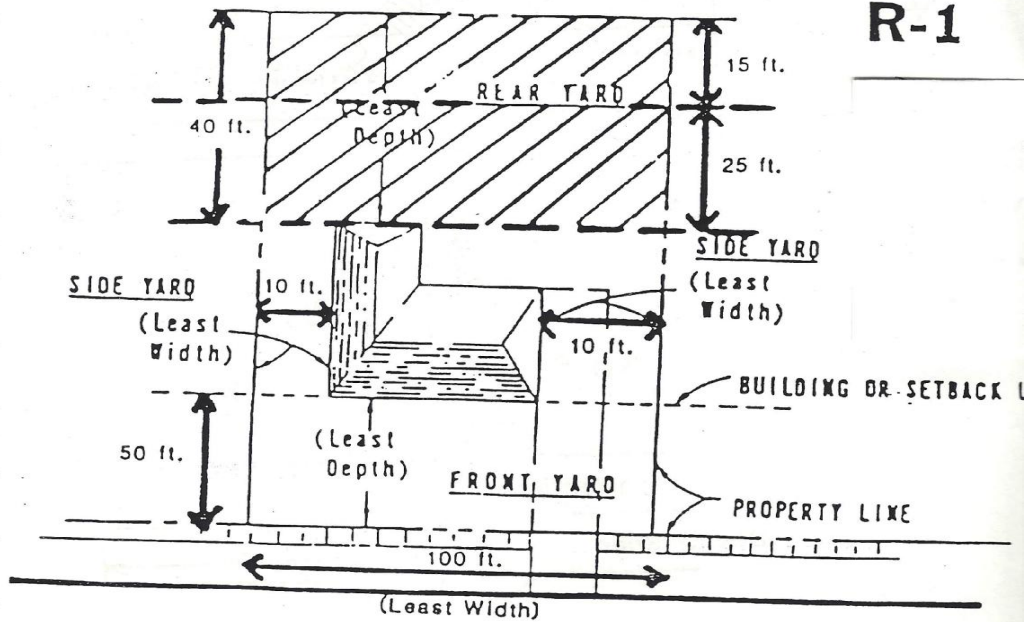 R-1
15 ft.
REAR YARD
(Least
Depth)
40 ft.
25 ft.
SIDE YARD
(Least
Width)
SIDE YARD
10 ft.
(Least
Width)
10 ft.
BUILDING OR SETBACK L
50 ft.
(Least
Depth)
FRONT YARD
PROPERTY LINE
100 ft.
(Least Width)